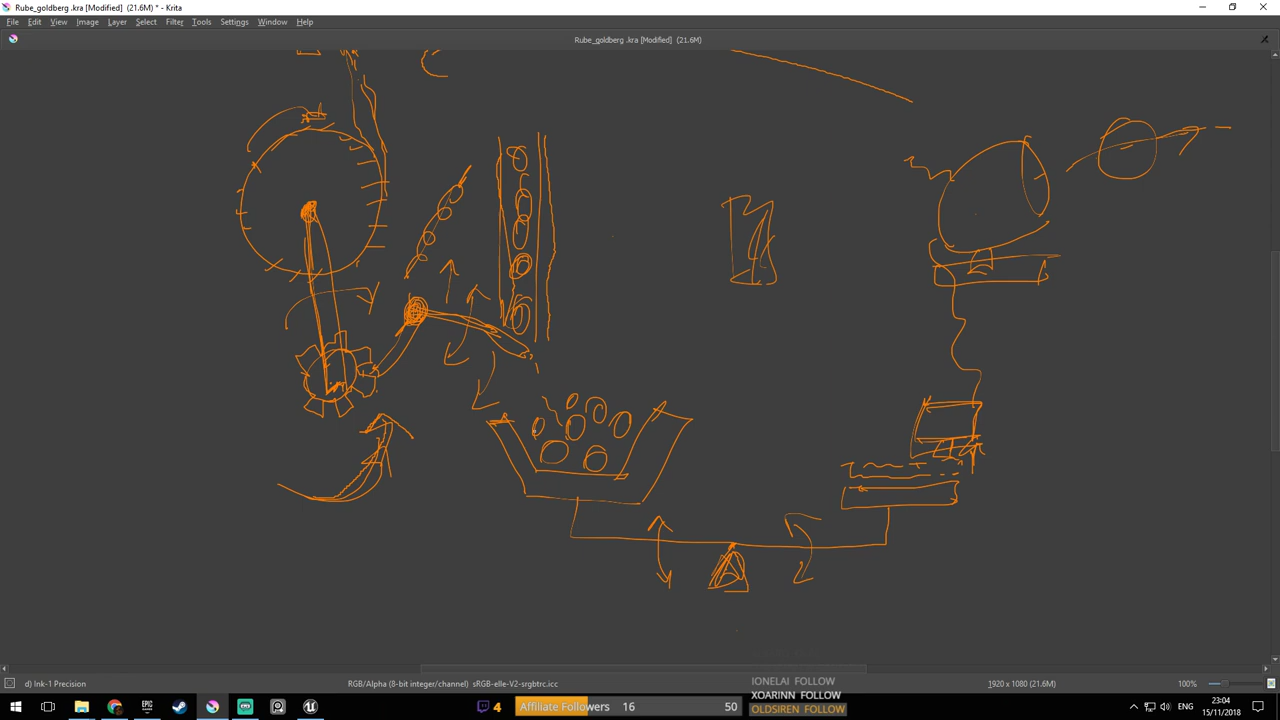 Rube_goldberg .kra [Modified] (21.6M) * - Krita
File Edit View Image Layer Select Filter Tools Settings Window Help
Rube_goldberg .kra [Modified] (21.6M)
d) Ink-1 Precision
RGB/Alpha (8-bit integer/channel) sRGB-elle-V2-srgbtrc.icc
1920 x 1080 (21.6M)
100%
IONELAI FOLLOW
XOARINN FOLLOW
OLDSIREN FOLLOW
EPIC
4
Affiliate Followers 16 50
ENG
23:04
15/11/2018